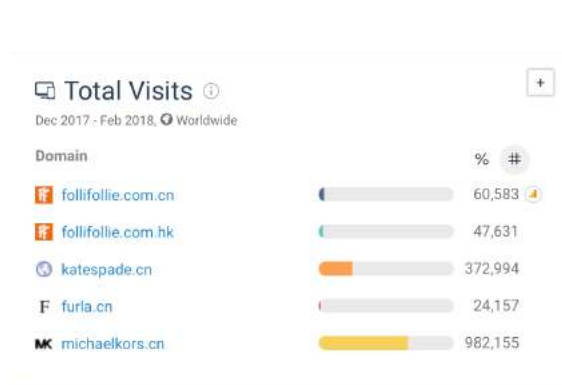 Total Visits
Dec 2017 - Feb 2018, Worldwide
Domain % #
follifollie.com.cn 60,583
follifollie.com.hk 47,631
katespade.cn 372,994
F furla.cn 24,157
MK michaelkors.cn 982,155